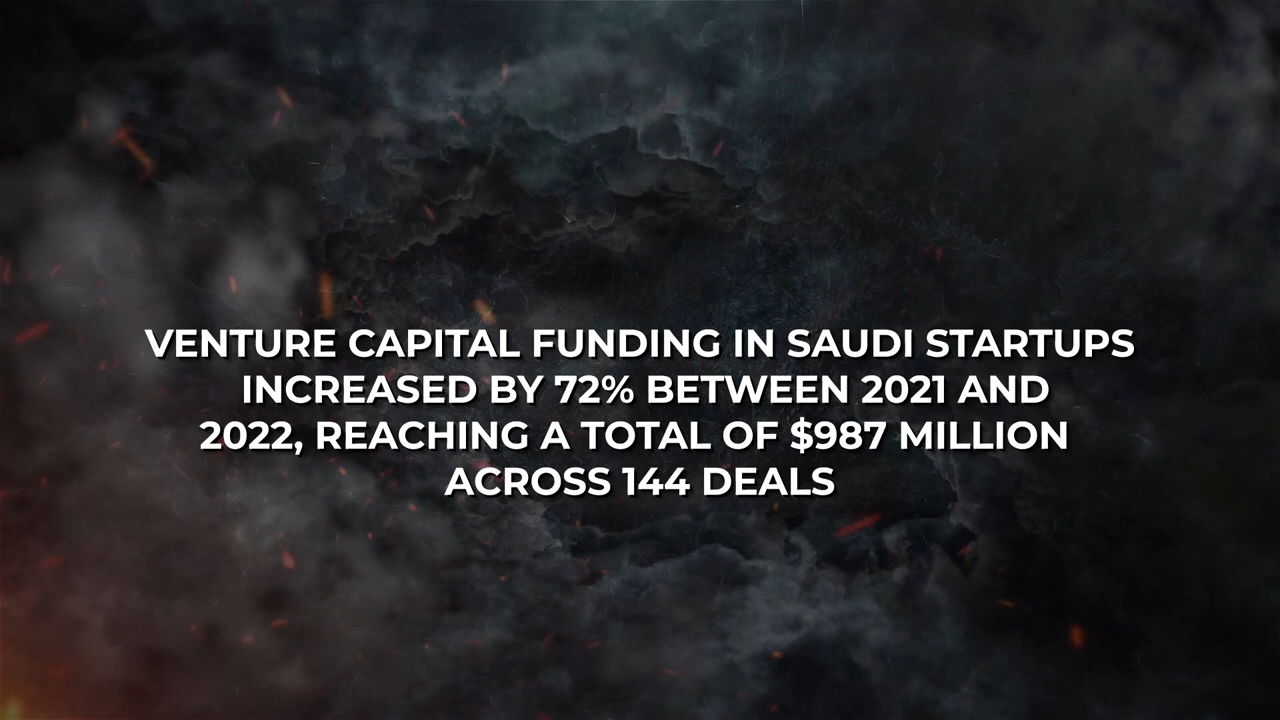 VENTURE CAPITAL FUNDING IN SAUDI STARTUPS
INCREASED BY 72% BETWEEN 2021 AND
2022, REACHING A TOTAL OF $987 MILLION
ACROSS 144 DEALS